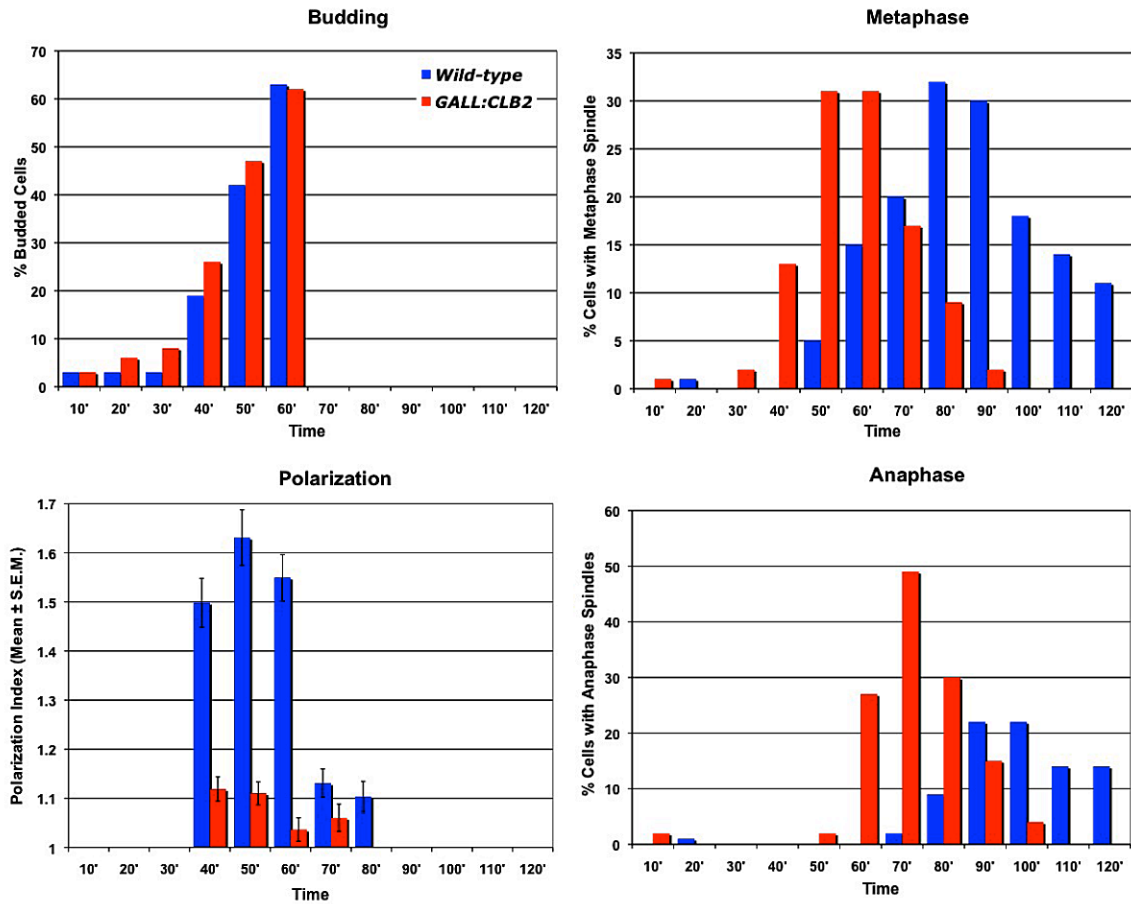 Budding
% Budded Cells
70
60
50
40
30
20
10
0
Wild-type
GALL:CLB2
10' 20' 30' 40' 50' 60' 70' 80' 90' 100' 110' 120'
Time
Metaphase
% Cells with Metaphase Spindle
35
30
25
20
15
10
5
0
10' 20' 30' 40' 50' 60' 70' 80' 90' 100' 110' 120'
Time
Polarization
Polarization Index (Mean ± S.E.M.)
1.7
1.6
1.5
1.4
1.3
1.2
1.1
1
10' 20' 30' 40' 50' 60' 70' 80' 90' 100' 110' 120'
Time
Anaphase
% Cells with Anaphase Spindles
60
50
40
30
20
10
0
10' 20' 30' 40' 50' 60' 70' 80' 90' 100' 110' 120'
Time